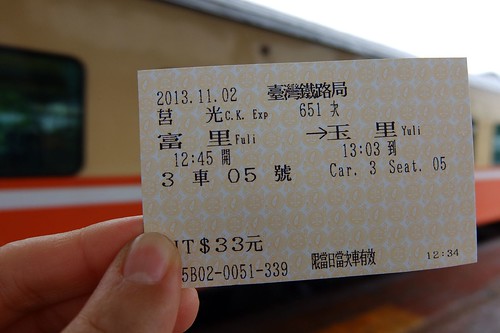 2013.11.02 臺灣鐵路局
莒 光 C.K. Exp 651 次
富 里 Fuli →玉 里 Yuli
12:45 開 13:03 到
3 車 05 號 Car. 3 Seat. 05
NT$33元
5B02-0051-339 限當日當次車有效 12:34